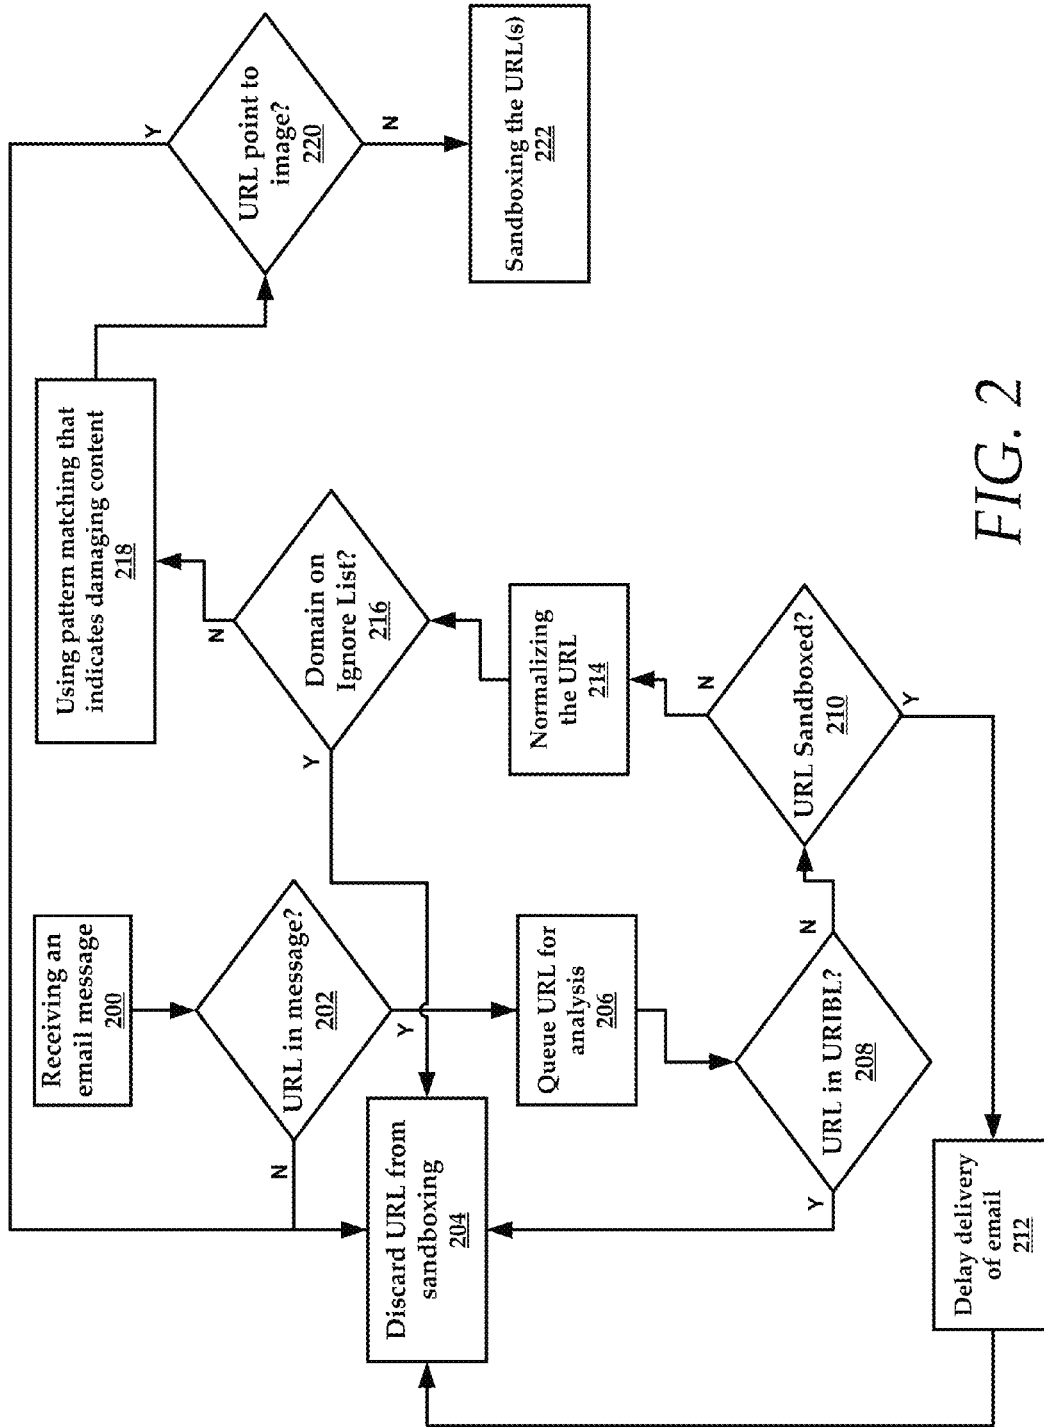 Receiving an
email message
200
URL in message?
202
N
Y
Discard URL from
sandboxing
204
Queue URL for
analysis
206
URL in URIBL?
208
Y
N
URL Sandboxed?
210
N
Y
Delay delivery
of email
212
Normalizing
the URL
214
Domain on
Ignore List?
216
Y
N
Using pattern matching that
indicates damaging content
218
URL point to
image?
220
Y
N
Sandboxing the URL(s)
222
FIG. 2